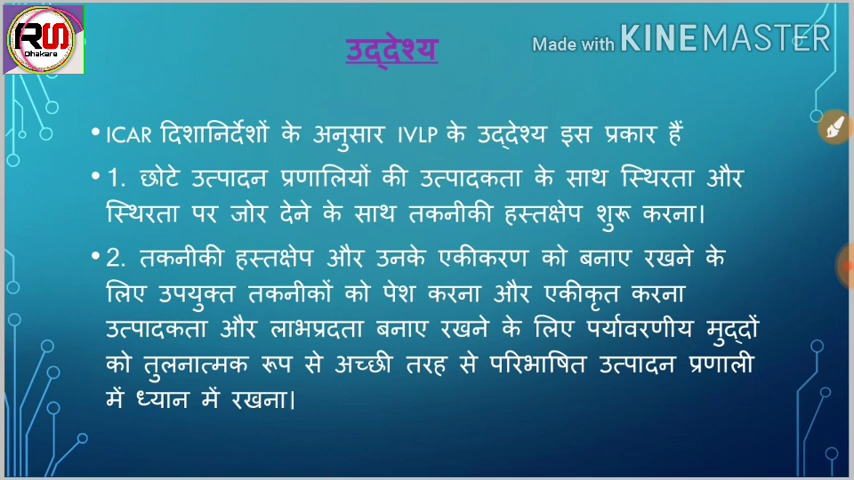 RS
Dhakare
उद्देश्य
Made with KINEMASTER
• ICAR दिशानिर्देशों के अनुसार IVLP के उद्देश्य इस प्रकार हैं
• 1. छोटे उत्पादन प्रणालियों की उत्पादकता के साथ स्थिरता और
स्थिरता पर जोर देने के साथ तकनीकी हस्तक्षेप शुरू करना।
• 2. तकनीकी हस्तक्षेप और उनके एकीकरण को बनाए रखने के
लिए उपयुक्त तकनीकों को पेश करना और एकीकृत करना
उत्पादकता और लाभप्रदता बनाए रखने के लिए पर्यावरणीय मुद्दों
को तुलनात्मक रूप से अच्छी तरह से परिभाषित उत्पादन प्रणाली
में ध्यान में रखना।